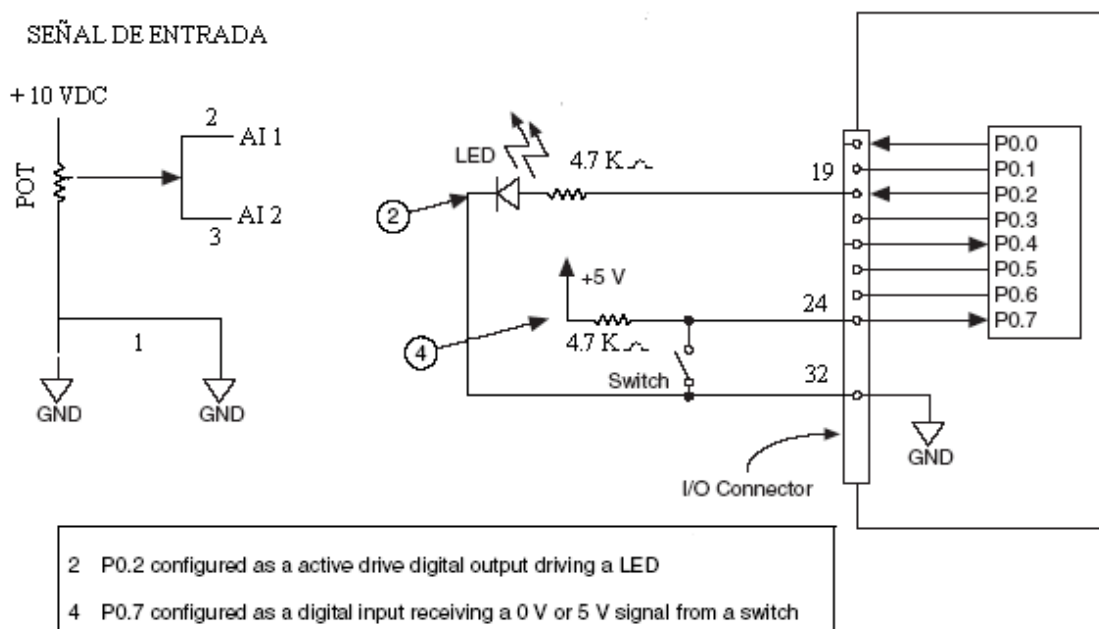 SEÑAL DE ENTRADA
+ 10 VDC
POT
2
AI 1
AI 2
3
1
GND
GND
LED
4.7 K
2
+5 V
4.7 K
4
Switch
19
24
32
I/O Connector
GND
P0.0
P0.1
P0.2
P0.3
P0.4
P0.5
P0.6
P0.7
2 P0.2 configured as a active drive digital output driving a LED
4 P0.7 configured as a digital input receiving a 0 V or 5 V signal from a switch